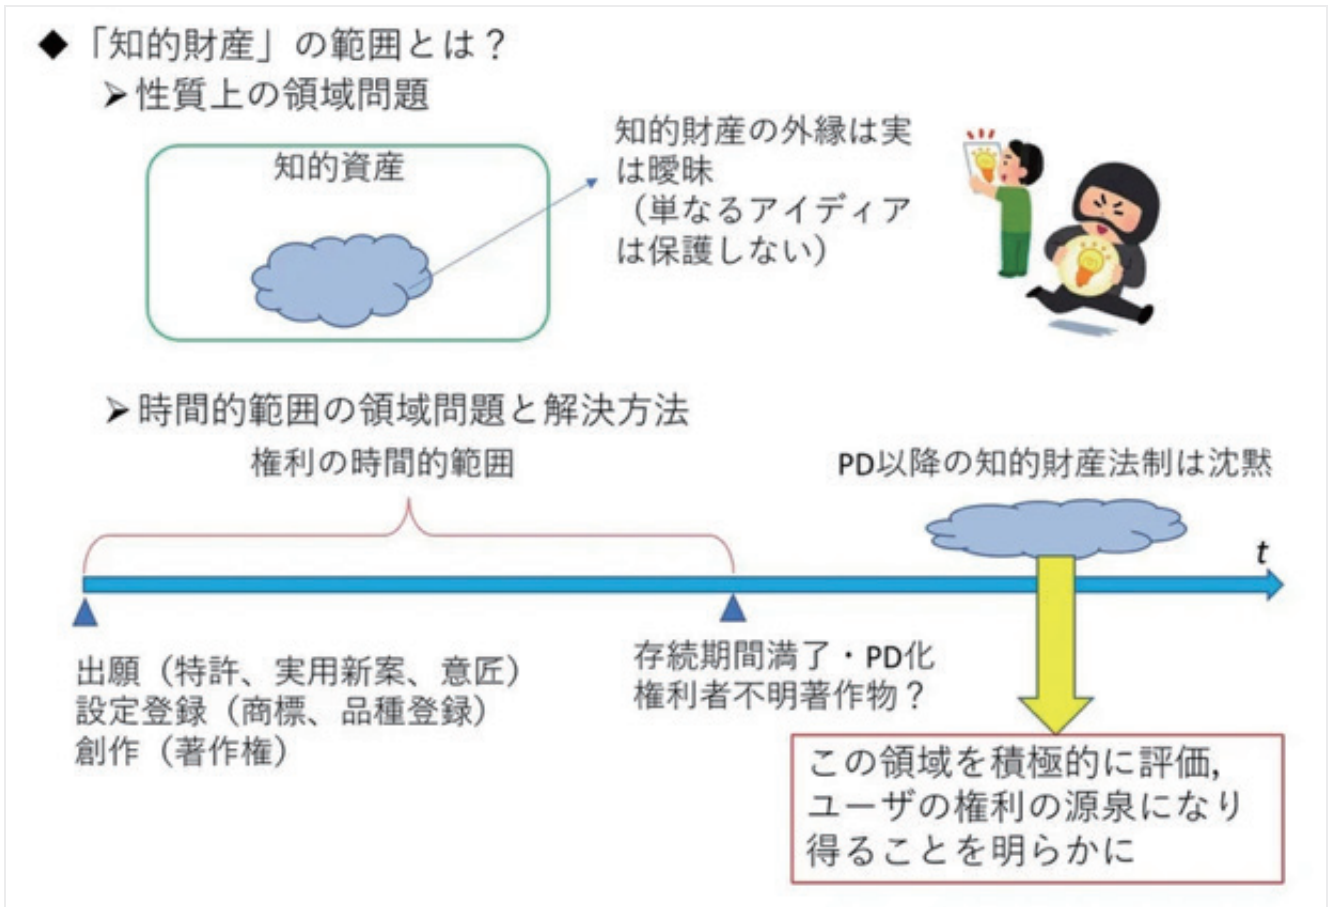 ◆「知的財産」の範囲とは？
➢性質上の領域問題
知的資産
知的財産の外縁は実
は曖昧
（単なるアイディア
は保護しない）
➢時間的範囲の領域問題と解決方法
権利の時間的範囲
PD以降の知的財産法制は沈黙
t
出願（特許、実用新案、意匠）
設定登録（商標、品種登録）
創作（著作権）
存続期間満了・PD化
権利者不明著作物？
この領域を積極的に評価,
ユーザの権利の源泉になり
得ることを明らかに